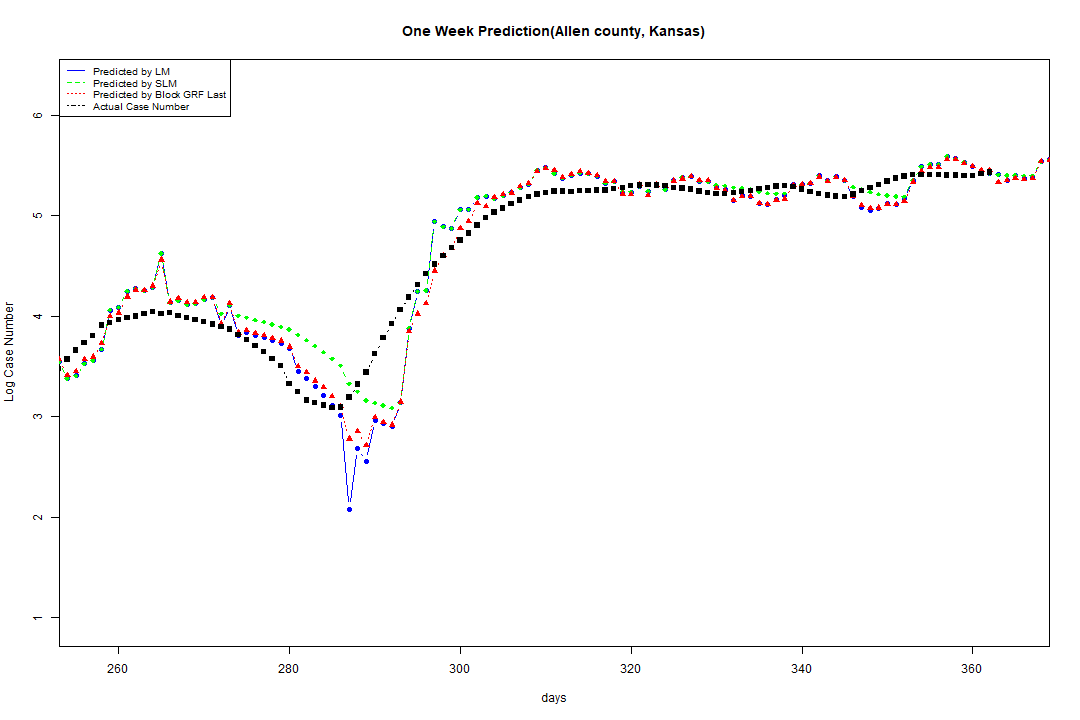 One Week Prediction(Allen county, Kansas)
Predicted by LM
Predicted by SLM
Predicted by Block GRF Last
Actual Case Number
6
5
4
3
2
1
Log Case Number
260 280 300 320 340 360
days